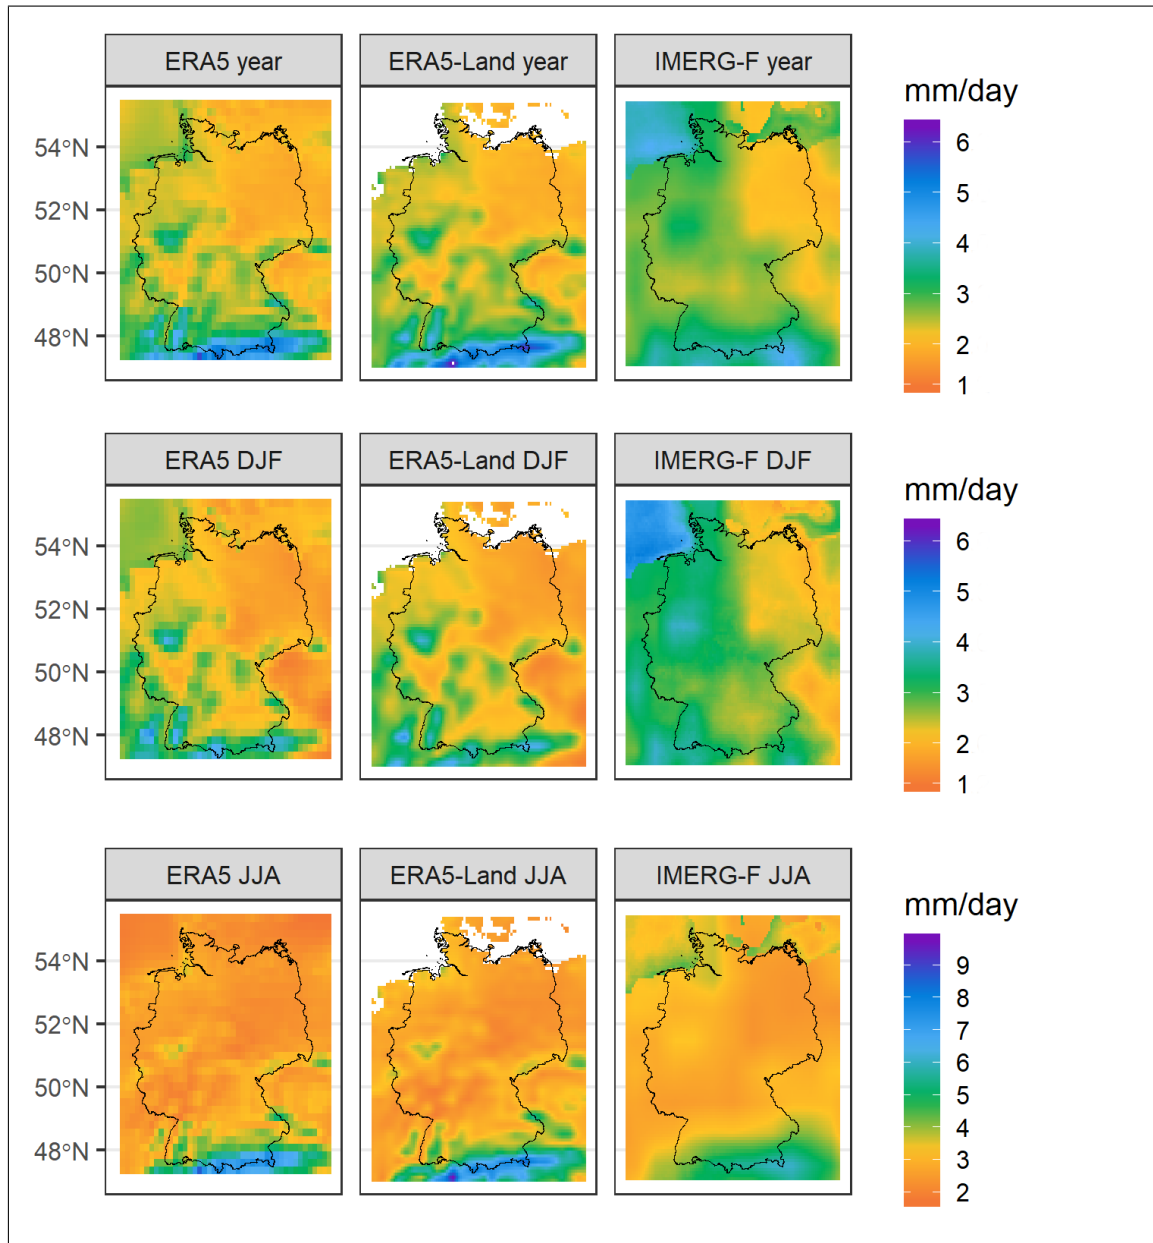 ERA5 year
ERA5-Land year
IMERG-F year
mm/day
54°N
52°N
50°N
48°N
6
5
4
3
2
1
ERA5 DJF
ERA5-Land DJF
IMERG-F DJF
mm/day
54°N
52°N
50°N
48°N
6
5
4
3
2
1
ERA5 JJA
ERA5-Land JJA
IMERG-F JJA
mm/day
54°N
52°N
50°N
48°N
9
8
7
6
5
4
3
2